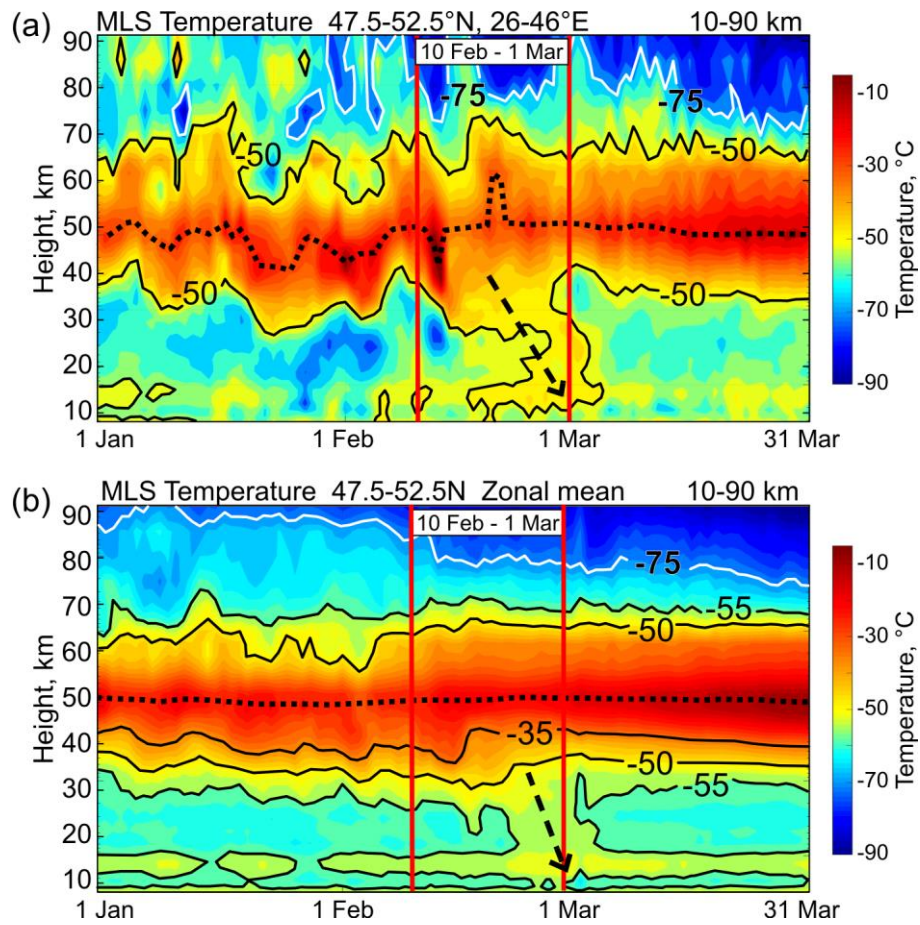 (a) MLS Temperature 47.5-52.5°N, 26-46°E 10-90 km
10 Feb - 1 Mar
90
80
70
60
50
40
30
20
10
Height, km
-75
-75
-50
-50
-50
-50
1 Jan
1 Feb
1 Mar
31 Mar
-10
-30
-50
-70
-90
Temperature, °C
(b) MLS Temperature 47.5-52.5N Zonal mean 10-90 km
10 Feb - 1 Mar
90
80
70
60
50
40
30
20
10
Height, km
-75
-55
-50
-35
-50
-55
1 Jan
1 Feb
1 Mar
31 Mar
-10
-30
-50
-70
-90
Temperature, °C